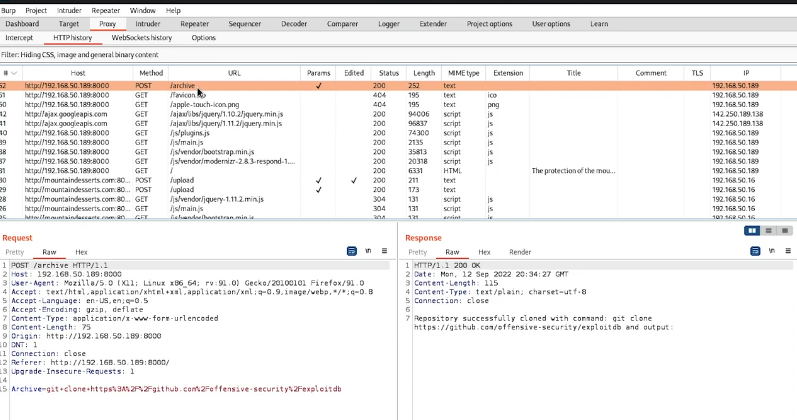 Burp Project Intruder Repeater Window Help
Dashboard Target Proxy Intruder Repeater Sequencer Decoder Comparer Logger Extender Project options User options Learn
Intercept HTTP history WebSockets history Options
Filter: Hiding CSS, image and general binary content
# Host Method URL Params Edited Status Length MIME type Extension Title Comment TLS IP
52 http://192.168.50.189:8000 POST /archive ✓ 200 252 text 192.168.50.189
51 http://192.168.50.189:8000 GET /favicon.ico 404 195 text ico 192.168.50.189
50 http://192.168.50.189:8000 GET /apple-touch-icon.png 404 195 text png 192.168.50.189
42 http://ajax.googleapis.com GET /ajax/libs/jquery/1.10.2/jquery.min.js 200 94006 script js 142.250.189.138
41 http://ajax.googleapis.com GET /ajax/libs/jquery/1.11.2/jquery.min.js 200 96837 script js 142.250.189.138
40 http://192.168.50.189:8000 GET /js/plugins.js 200 74300 script js 192.168.50.189
39 http://192.168.50.189:8000 GET /js/main.js 200 2135 script js 192.168.50.189
38 http://192.168.50.189:8000 GET /js/vendor/bootstrap.min.js 200 35813 script js 192.168.50.189
37 http://192.168.50.189:8000 GET /js/vendor/modernizr-2.8.3-respond-1.... 200 20318 script js 192.168.50.189
31 http://192.168.50.189:8000 GET / 200 6331 HTML The protection of the mou... 192.168.50.189
30 http://mountaindesserts.com:80... POST /upload ✓ ✓ 200 211 text 192.168.50.16
29 http://mountaindesserts.com:80... POST /upload ✓ 200 173 text 192.168.50.16
28 http://mountaindesserts.com:80... GET /js/vendor/jquery-1.11.2.min.js 304 131 script js 192.168.50.16
26 http://mountaindesserts.com:80... GET /js/main.js 304 131 script js 192.168.50.16
25 http://mountaindesserts.com:80... GET /js/vendor/bootstrap.min.js 304 131 script js 192.168.50.16
Request
Pretty Raw Hex
\n
1 POST /archive HTTP/1.1
2 Host: 192.168.50.189:8000
3 User-Agent: Mozilla/5.0 (X11; Linux x86_64; rv:91.0) Gecko/20100101 Firefox/91.0
4 Accept: text/html,application/xhtml+xml,application/xml;q=0.9,image/webp,*/*;q=0.8
5 Accept-Language: en-US,en;q=0.5
6 Accept-Encoding: gzip, deflate
7 Content-Type: application/x-www-form-urlencoded
8 Content-Length: 75
9 Origin: http://192.168.50.189:8000
10 DNT: 1
11 Connection: close
12 Referer: http://192.168.50.189:8000/
13 Upgrade-Insecure-Requests: 1
14
15 Archive=git+clone+https%3A%2F%2Fgithub.com%2Foffensive-security%2Fexploitdb
Response
Pretty Raw Hex Render
\n
1 HTTP/1.1 200 OK
2 Date: Mon, 12 Sep 2022 20:34:27 GMT
3 Content-Length: 115
4 Content-Type: text/plain; charset=utf-8
5 Connection: close
6
7 Repository successfully cloned with command: git clone
https://github.com/offensive-security/exploitdb and output: